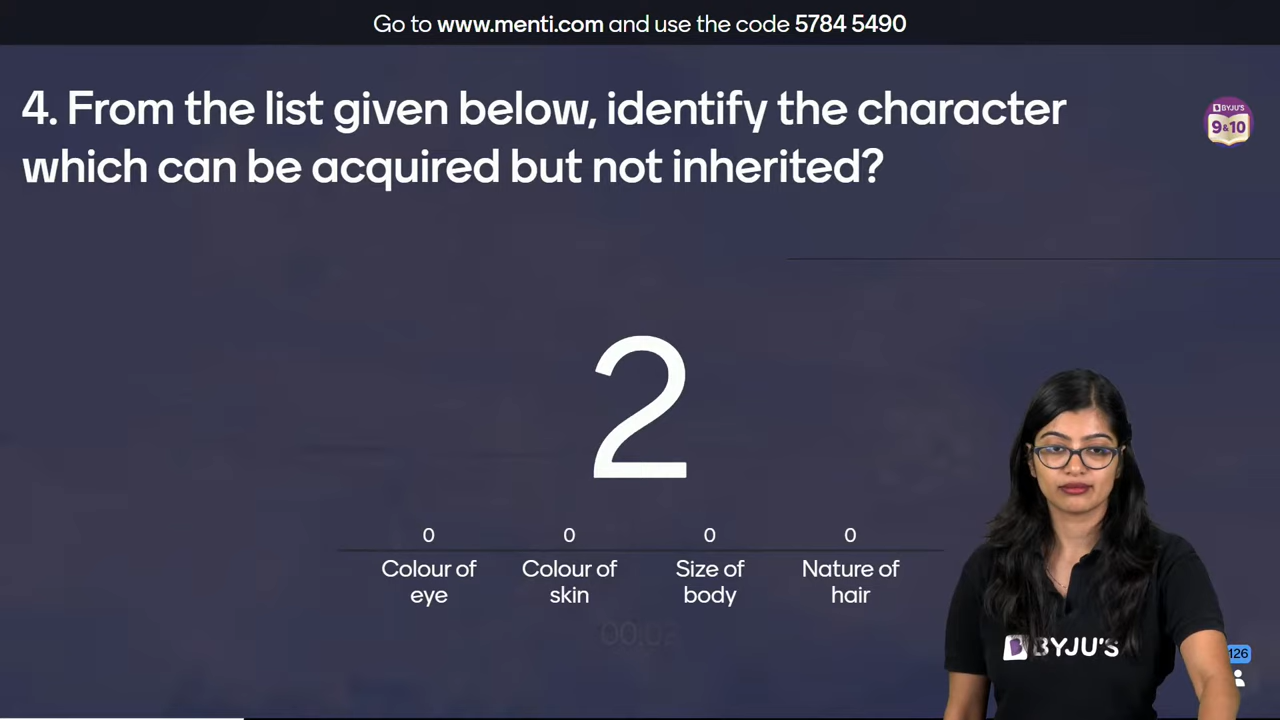 Go to www.menti.com and use the code 5784 5490
4. From the list given below, identify the character
which can be acquired but not inherited?
BYJU'S
9&10
2
0 0 0 0
Colour of eye
Colour of skin
Size of body
Nature of hair
BYJU'S
126